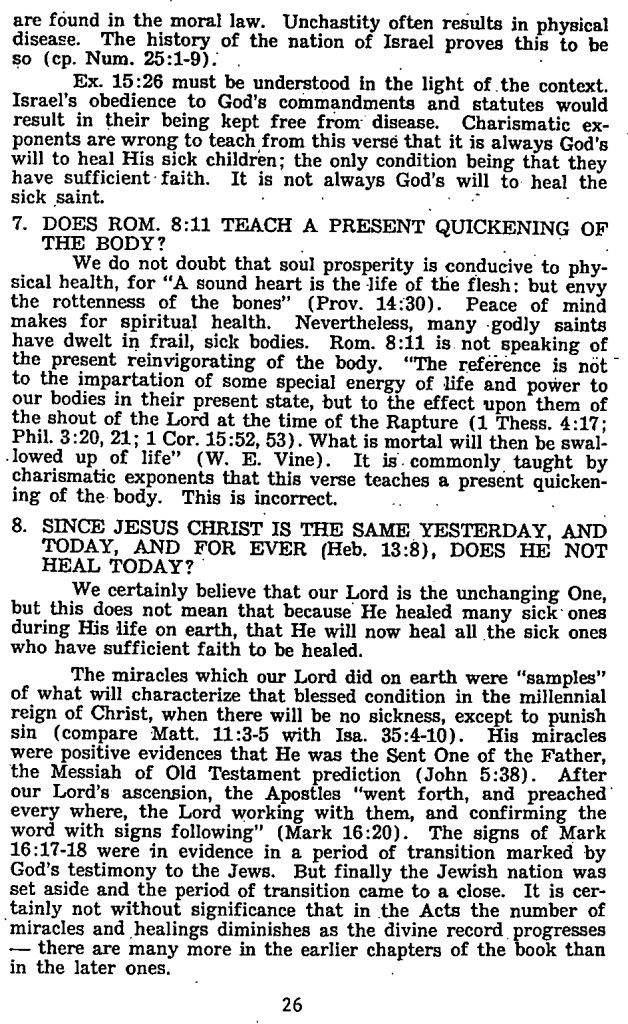 are found in the moral law. Unchastity often results in physical
disease. The history of the nation of Israel proves this to be
so (cp. Num. 25:1-9).
Ex. 15:26 must be understood in the light of the context.
Israel's obedience to God's commandments and statutes would
result in their being kept free from disease. Charismatic ex-
ponents are wrong to teach from this verse that it is always God's
will to heal His sick children; the only condition being that they
have sufficient faith. It is not always God's will to heal the
sick saint.
7. DOES ROM. 8:11 TEACH A PRESENT QUICKENING OF
THE BODY?
We do not doubt that soul prosperity is conducive to phy-
sical health, for "A sound heart is the life of the flesh: but envy
the rottenness of the bones" (Prov. 14:30). Peace of mind
makes for spiritual health. Nevertheless, many godly saints
have dwelt in frail, sick bodies. Rom. 8:11 is not speaking of
the present reinvigorating of the body. "The reference is not
to the impartation of some special energy of life and power to
our bodies in their present state, but to the effect upon them of
the shout of the Lord at the time of the Rapture (1 Thess. 4:17;
Phil. 3:20, 21; 1 Cor. 15:52, 53). What is mortal will then be swal-
lowed up of life" (W. E. Vine). It is commonly taught by
charismatic exponents that this verse teaches a present quicken-
ing of the body. This is incorrect.
8. SINCE JESUS CHRIST IS THE SAME YESTERDAY, AND
TODAY, AND FOR EVER (Heb. 13:8), DOES HE NOT
HEAL TODAY?
We certainly believe that our Lord is the unchanging One,
but this does not mean that because He healed many sick ones
during His life on earth, that He will now heal all the sick ones
who have sufficient faith to be healed.
The miracles which our Lord did on earth were "samples"
of what will characterize that blessed condition in the millennial
reign of Christ, when there will be no sickness, except to punish
sin (compare Matt. 11:3-5 with Isa. 35:4-10). His miracles
were positive evidences that He was the Sent One of the Father,
the Messiah of Old Testament prediction (John 5:38). After
our Lord's ascension, the Apostles "went forth, and preached
every where, the Lord working with them, and confirming the
word with signs following" (Mark 16:20). The signs of Mark
16:17-18 were in evidence in a period of transition marked by
God's testimony to the Jews. But finally the Jewish nation was
set aside and the period of transition came to a close. It is cer-
tainly not without significance that in the Acts the number of
miracles and healings diminishes as the divine record progresses
— there are many more in the earlier chapters of the book than
in the later ones.
26